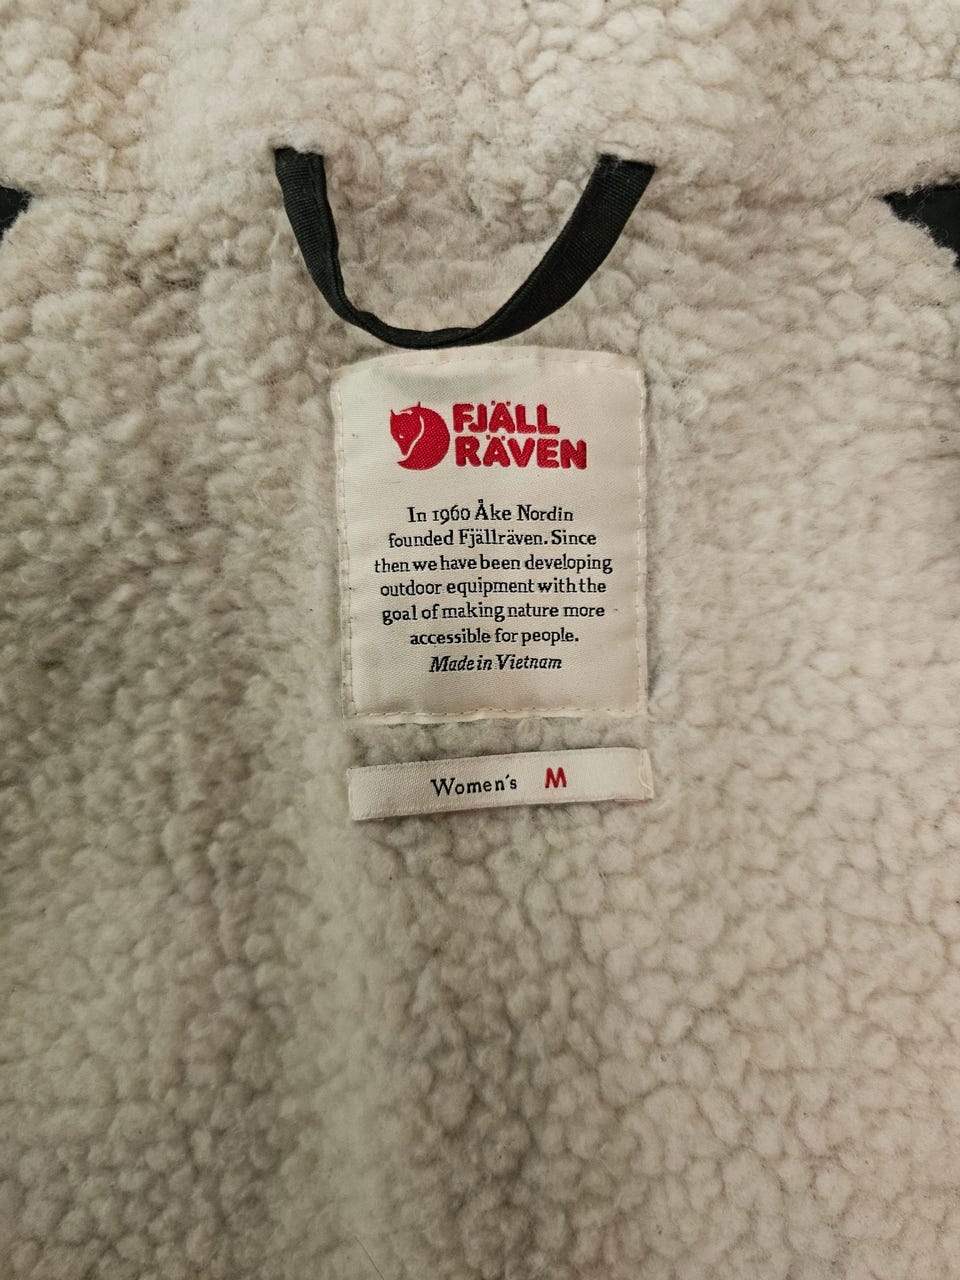 FJÄLL
RÄVEN
In 1960 Åke Nordin
founded Fjällräven. Since
then we have been developing
outdoor equipment with the
goal of making nature more
accessible for people.
Made in Vietnam
Women's M